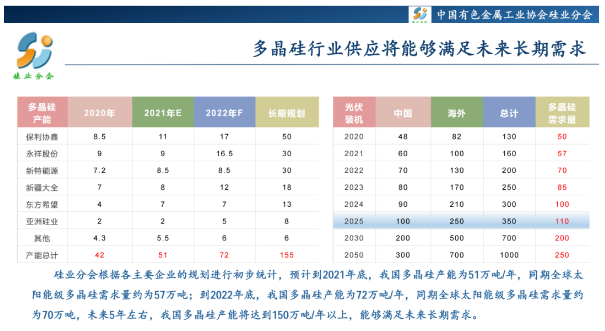 中国有色金属工业协会硅业分会
多晶硅行业供应将能够满足未来长期需求
硅业分会
多晶硅产能 2020年 2021年E 2022年F 长期规划
保利协鑫 8.5 11 17 50
永祥股份 9 9 16.5 30
新特能源 7.2 8.5 8.5 30
新疆大全 7 8 12 18
东方希望 4 7 7 13
亚洲硅业 2 2 5 8
其他 4.3 5.5 6 6
产能总计 42 51 72 155
光伏装机 中国 海外 总计 多晶硅需求量
2020 48 82 130 50
2021 60 100 160 57
2022 70 130 200 70
2023 80 170 250 85
2024 90 210 300 100
2025 100 250 350 110
2030 200 500 700 200
2050 300 700 1000 250
硅业分会根据各主要企业的规划进行初步统计，预计到2021年底，我国多晶硅产能为51万吨/年，同期全球太
阳能级多晶硅需求量约为57万吨；到2022年底，我国多晶硅产能为72万吨/年，同期全球太阳能级多晶硅需求量约
为70万吨，未来5年左右，我国多晶硅产能将达到150万吨/年以上，能够满足未来长期需求。